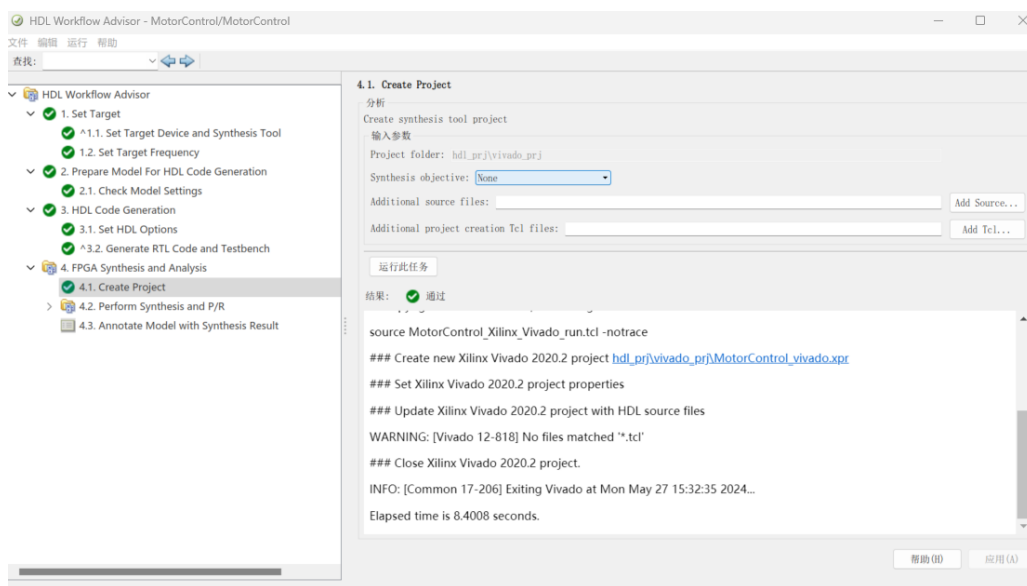 HDL Workflow Advisor - MotorControl/MotorControl
文件 编辑 运行 帮助
查找:
HDL Workflow Advisor
1. Set Target
^1.1. Set Target Device and Synthesis Tool
1.2. Set Target Frequency
2. Prepare Model For HDL Code Generation
2.1. Check Model Settings
3. HDL Code Generation
3.1. Set HDL Options
^3.2. Generate RTL Code and Testbench
4. FPGA Synthesis and Analysis
4.1. Create Project
4.2. Perform Synthesis and P/R
4.3. Annotate Model with Synthesis Result
4.1. Create Project
分析
Create synthesis tool project
输入参数
Project folder: hdl_prj\vivado_prj
Synthesis objective: None
Additional source files: Add Source...
Additional project creation Tcl files: Add Tcl...
运行此任务
结果: 通过
source MotorControl_Xilinx_Vivado_run.tcl -notrace
### Create new Xilinx Vivado 2020.2 project hdl_prj\vivado_prj\MotorControl_vivado.xpr
### Set Xilinx Vivado 2020.2 project properties
### Update Xilinx Vivado 2020.2 project with HDL source files
WARNING: [Vivado 12-818] No files matched '*.tcl'
### Close Xilinx Vivado 2020.2 project.
INFO: [Common 17-206] Exiting Vivado at Mon May 27 15:32:35 2024...
Elapsed time is 8.4008 seconds.
帮助(H) 应用(A)